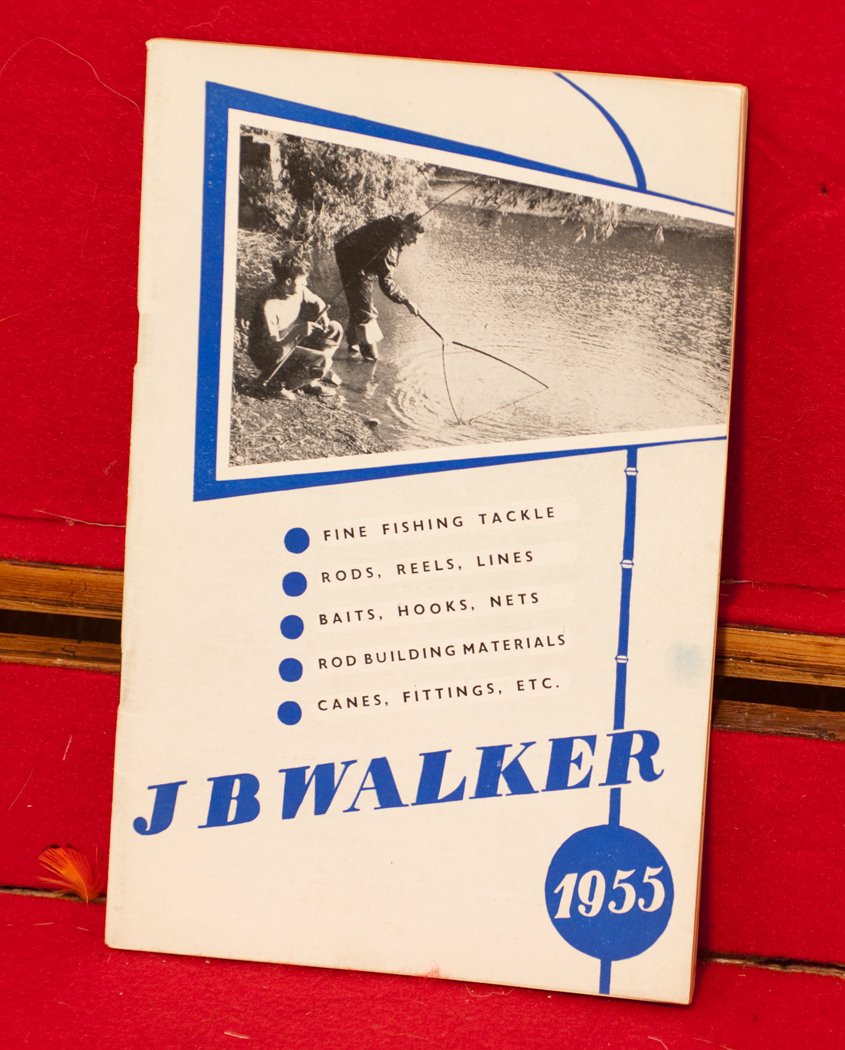 FINE FISHING TACKLE
RODS, REELS, LINES
BAITS, HOOKS, NETS
ROD BUILDING MATERIALS
CANES, FITTINGS, ETC.
J B WALKER
1955